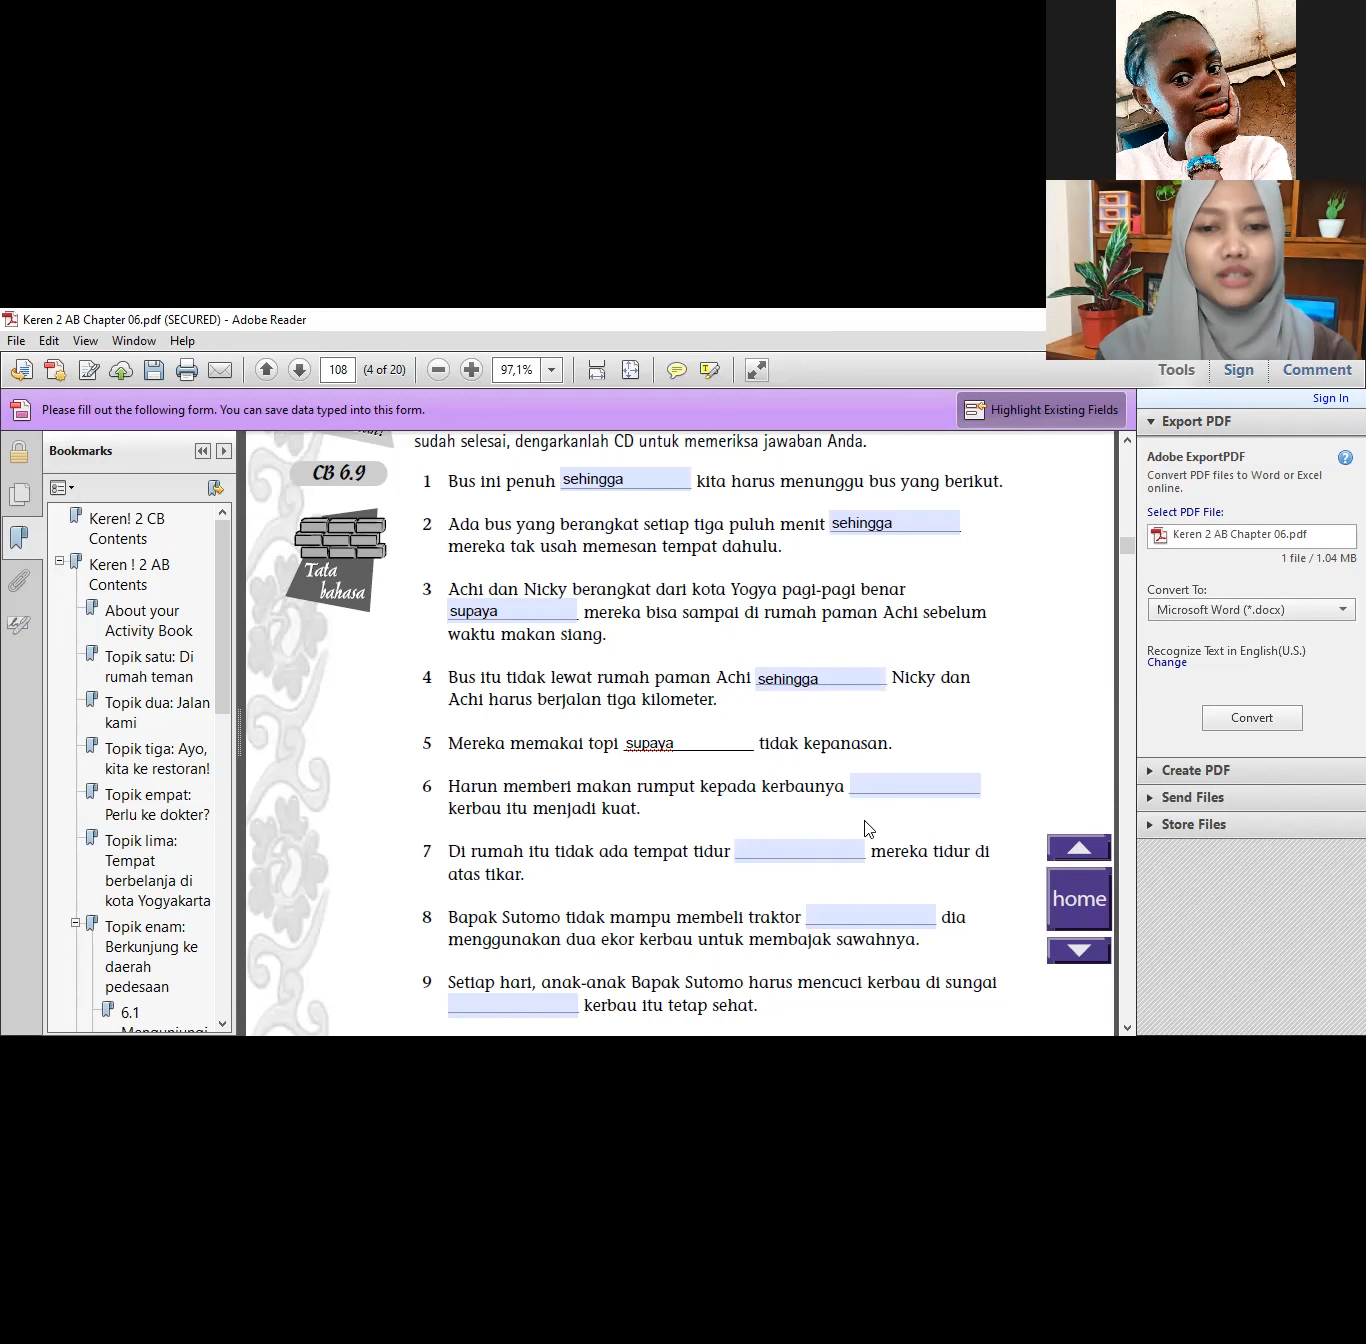 Keren 2 AB Chapter 06.pdf (SECURED) - Adobe Reader
File Edit View Window Help
108 (4 of 20) 97,1%
Tools Sign Comment
Please fill out the following form. You can save data typed into this form.
Highlight Existing Fields
Sign In
Bookmarks
Keren! 2 CB
Contents
Keren ! 2 AB
Contents
About your
Activity Book
Topik satu: Di
rumah teman
Topik dua: Jalan
kami
Topik tiga: Ayo,
kita ke restoran!
Topik empat:
Perlu ke dokter?
Topik lima:
Tempat
berbelanja di
kota Yogyakarta
Topik enam:
Berkunjung ke
daerah
pedesaan
6.1
Mengunjungi
sudah selesai, dengarkanlah CD untuk memeriksa jawaban Anda.
CB 6.9
Tata
bahasa
1 Bus ini penuh sehingga kita harus menunggu bus yang berikut.
2 Ada bus yang berangkat setiap tiga puluh menit sehingga
mereka tak usah memesan tempat dahulu.
3 Achi dan Nicky berangkat dari kota Yogya pagi-pagi benar
supaya mereka bisa sampai di rumah paman Achi sebelum
waktu makan siang.
4 Bus itu tidak lewat rumah paman Achi sehingga Nicky dan
Achi harus berjalan tiga kilometer.
5 Mereka memakai topi supaya tidak kepanasan.
6 Harun memberi makan rumput kepada kerbaunya
kerbau itu menjadi kuat.
7 Di rumah itu tidak ada tempat tidur mereka tidur di
atas tikar.
8 Bapak Sutomo tidak mampu membeli traktor dia
menggunakan dua ekor kerbau untuk membajak sawahnya.
9 Setiap hari, anak-anak Bapak Sutomo harus mencuci kerbau di sungai
kerbau itu tetap sehat.
home
Export PDF
Adobe ExportPDF
Convert PDF files to Word or Excel
online.
Select PDF File:
Keren 2 AB Chapter 06.pdf
1 file / 1.04 MB
Convert To:
Microsoft Word (*.docx)
Recognize Text in English(U.S.)
Change
Convert
Create PDF
Send Files
Store Files